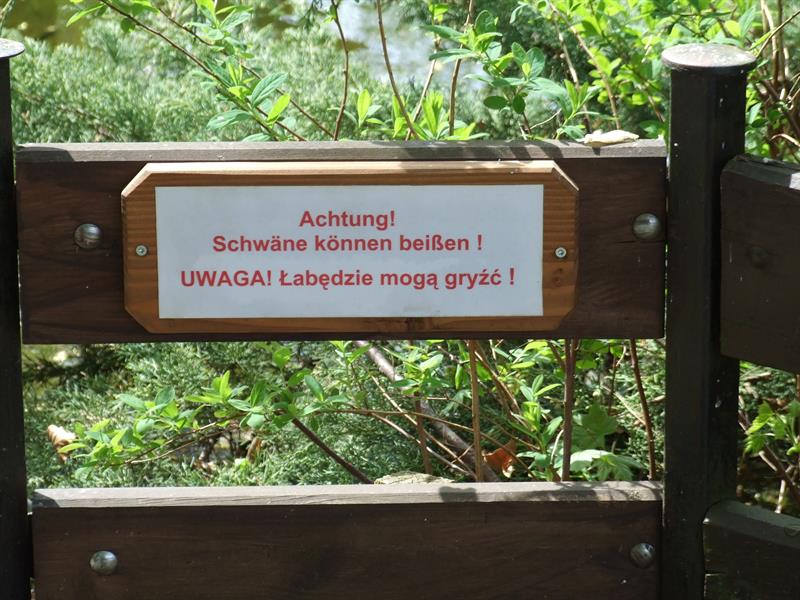 Achtung!
Schwäne können beißen !
UWAGA! Łabędzie mogą gryźć !